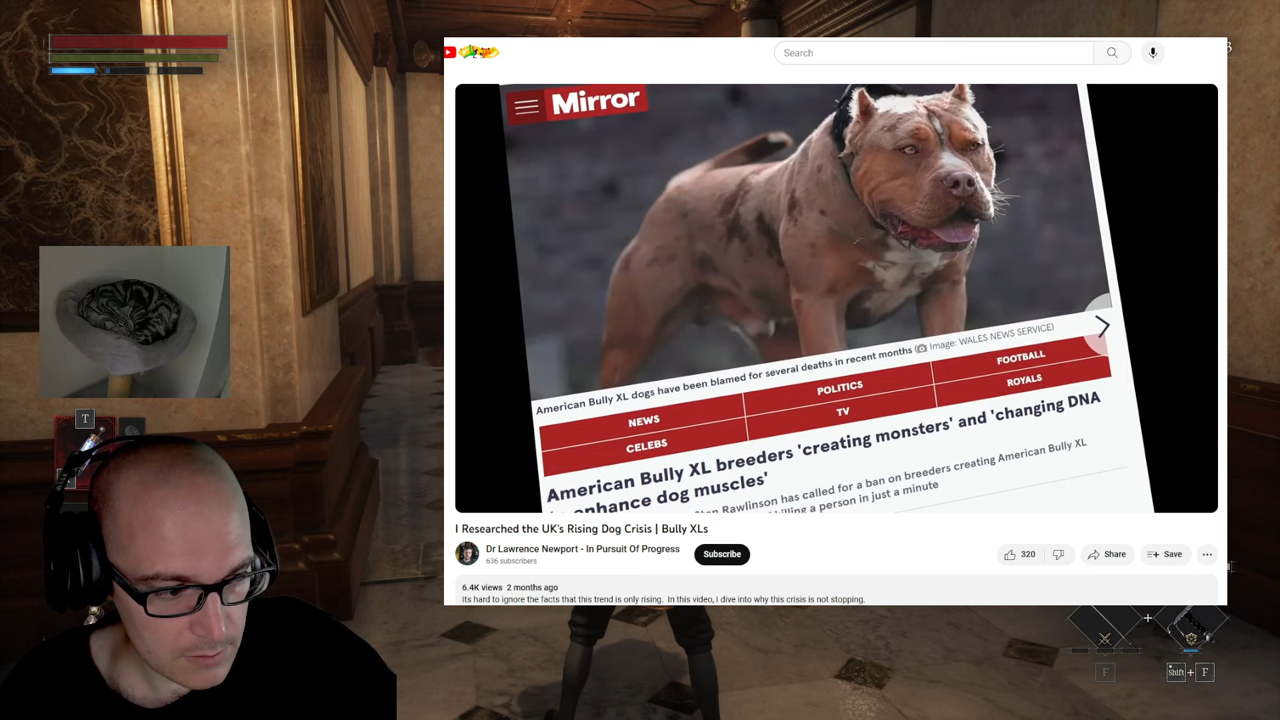 Search
Mirror
American Bully XL dogs have been blamed for several deaths in recent months (Image: WALES NEWS SERVICE)
NEWS
POLITICS
FOOTBALL
CELEBS
TV
ROYALS
American Bully XL breeders 'creating monsters' and 'changing DNA
enhance dog muscles'
Rawlinson has called for a ban on breeders creating American Bully XL
killing a person in just a minute
I Researched the UK's Rising Dog Crisis | Bully XLs
Dr Lawrence Newport - In Pursuit Of Progress
636 subscribers
Subscribe
320
Share
Save
6.4K views 2 months ago
Its hard to ignore the facts that this trend is only rising. In this video, I dive into why this crisis is not stopping.
T
F
Shift + F